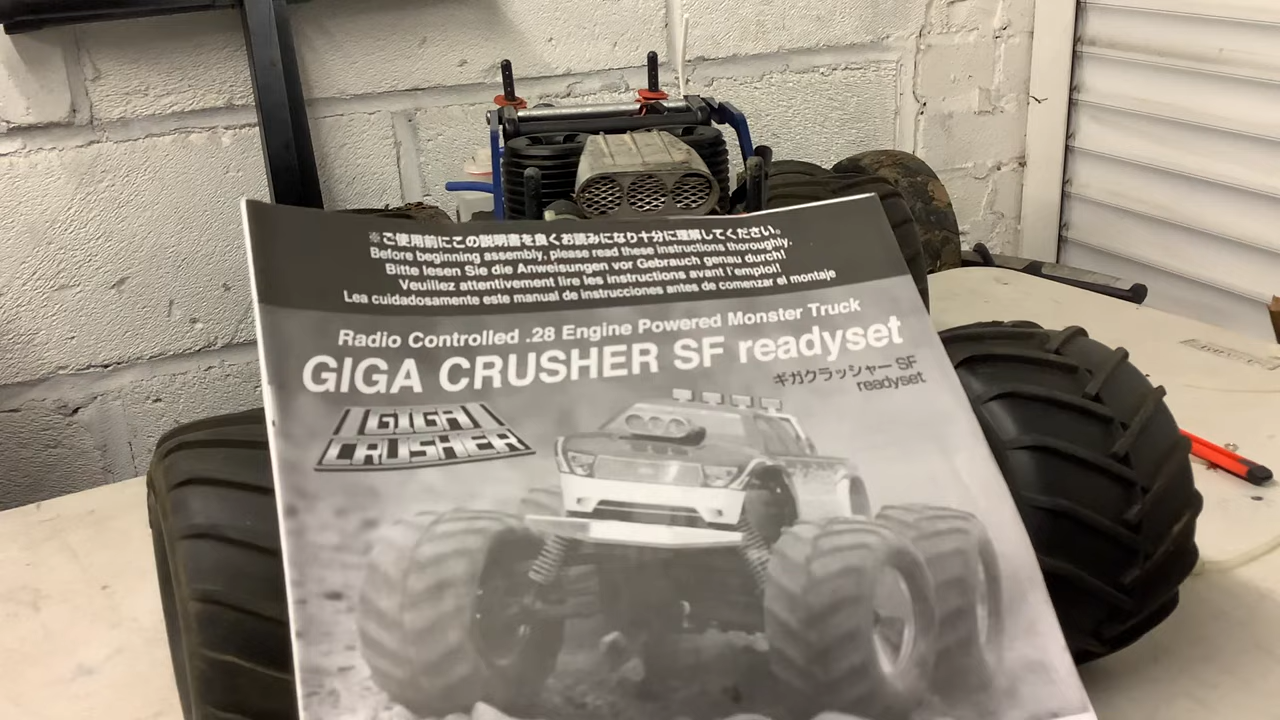 ※ご使用前にこの説明書を良くお読みになり十分に理解してください。
Before beginning assembly, please read these instructions thoroughly.
Bitte lesen Sie die Anweisungen vor Gebrauch genau durch!
Veuillez attentivement lire les instructions avant l'emploi!
Lea cuidadosamente este manual de instrucciones antes de comenzar el montaje
Radio Controlled .28 Engine Powered Monster Truck
GIGA CRUSHER SF readyset
ギガクラッシャー SF
readyset
GIGA
CRUSHER